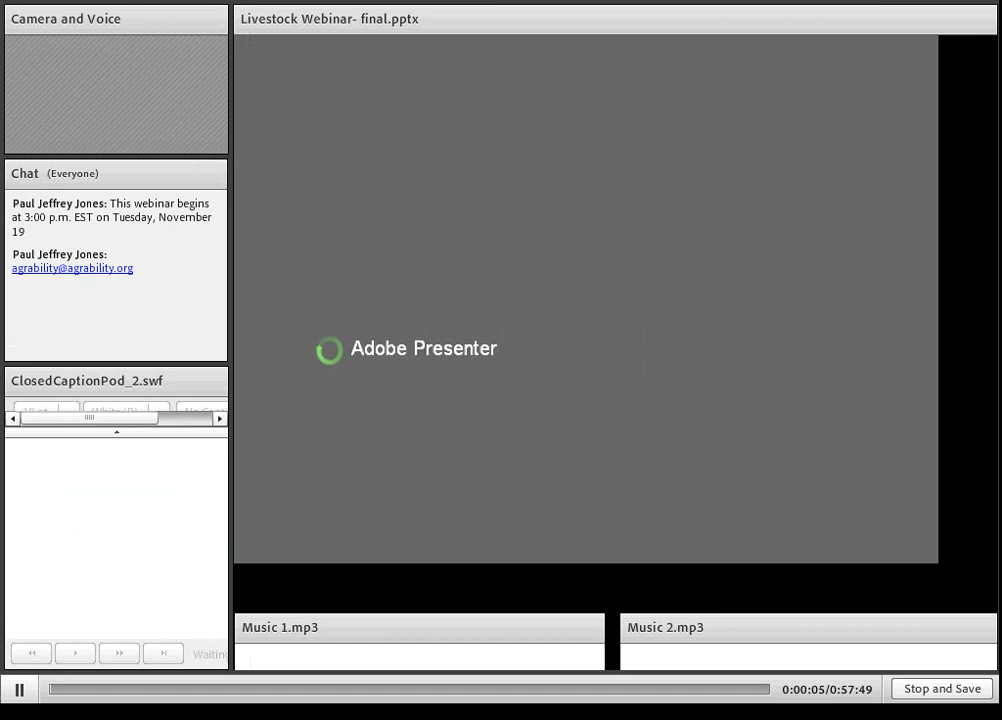 Camera and Voice
Livestock Webinar- final.pptx
Chat (Everyone)
Paul Jeffrey Jones: This webinar begins
at 3:00 p.m. EST on Tuesday, November
19
Paul Jeffrey Jones:
agrability@agrability.org
Adobe Presenter
ClosedCaptionPod_2.swf
Music 1.mp3
Music 2.mp3
0:00:05/0:57:49
Stop and Save